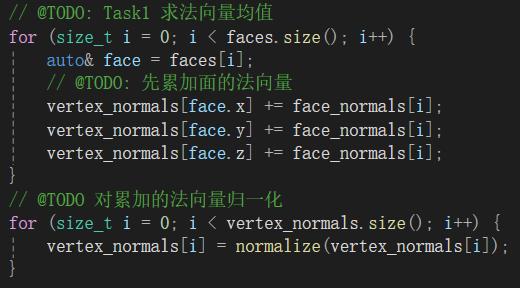 // @TODO: Task1 求法向量均值
for (size_t i = 0; i < faces.size(); i++) {
    auto& face = faces[i];
    // @TODO: 先累加面的法向量
    vertex_normals[face.x] += face_normals[i];
    vertex_normals[face.y] += face_normals[i];
    vertex_normals[face.z] += face_normals[i];
}
// @TODO 对累加的法向量归一化
for (size_t i = 0; i < vertex_normals.size(); i++) {
    vertex_normals[i] = normalize(vertex_normals[i]);
}